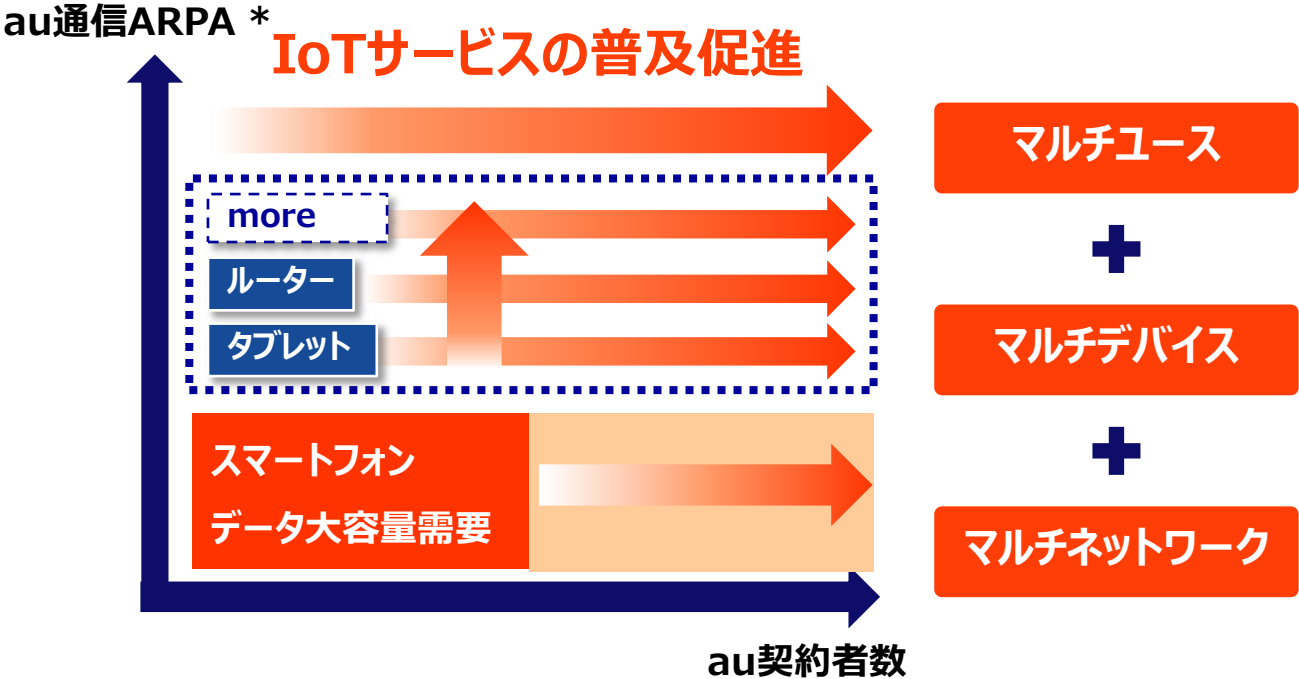 au通信ARPA *
IoTサービスの普及促進
more
ルーター
タブレット
スマートフォン
データ大容量需要
au契約者数
マルチユース
マルチデバイス
マルチネットワーク